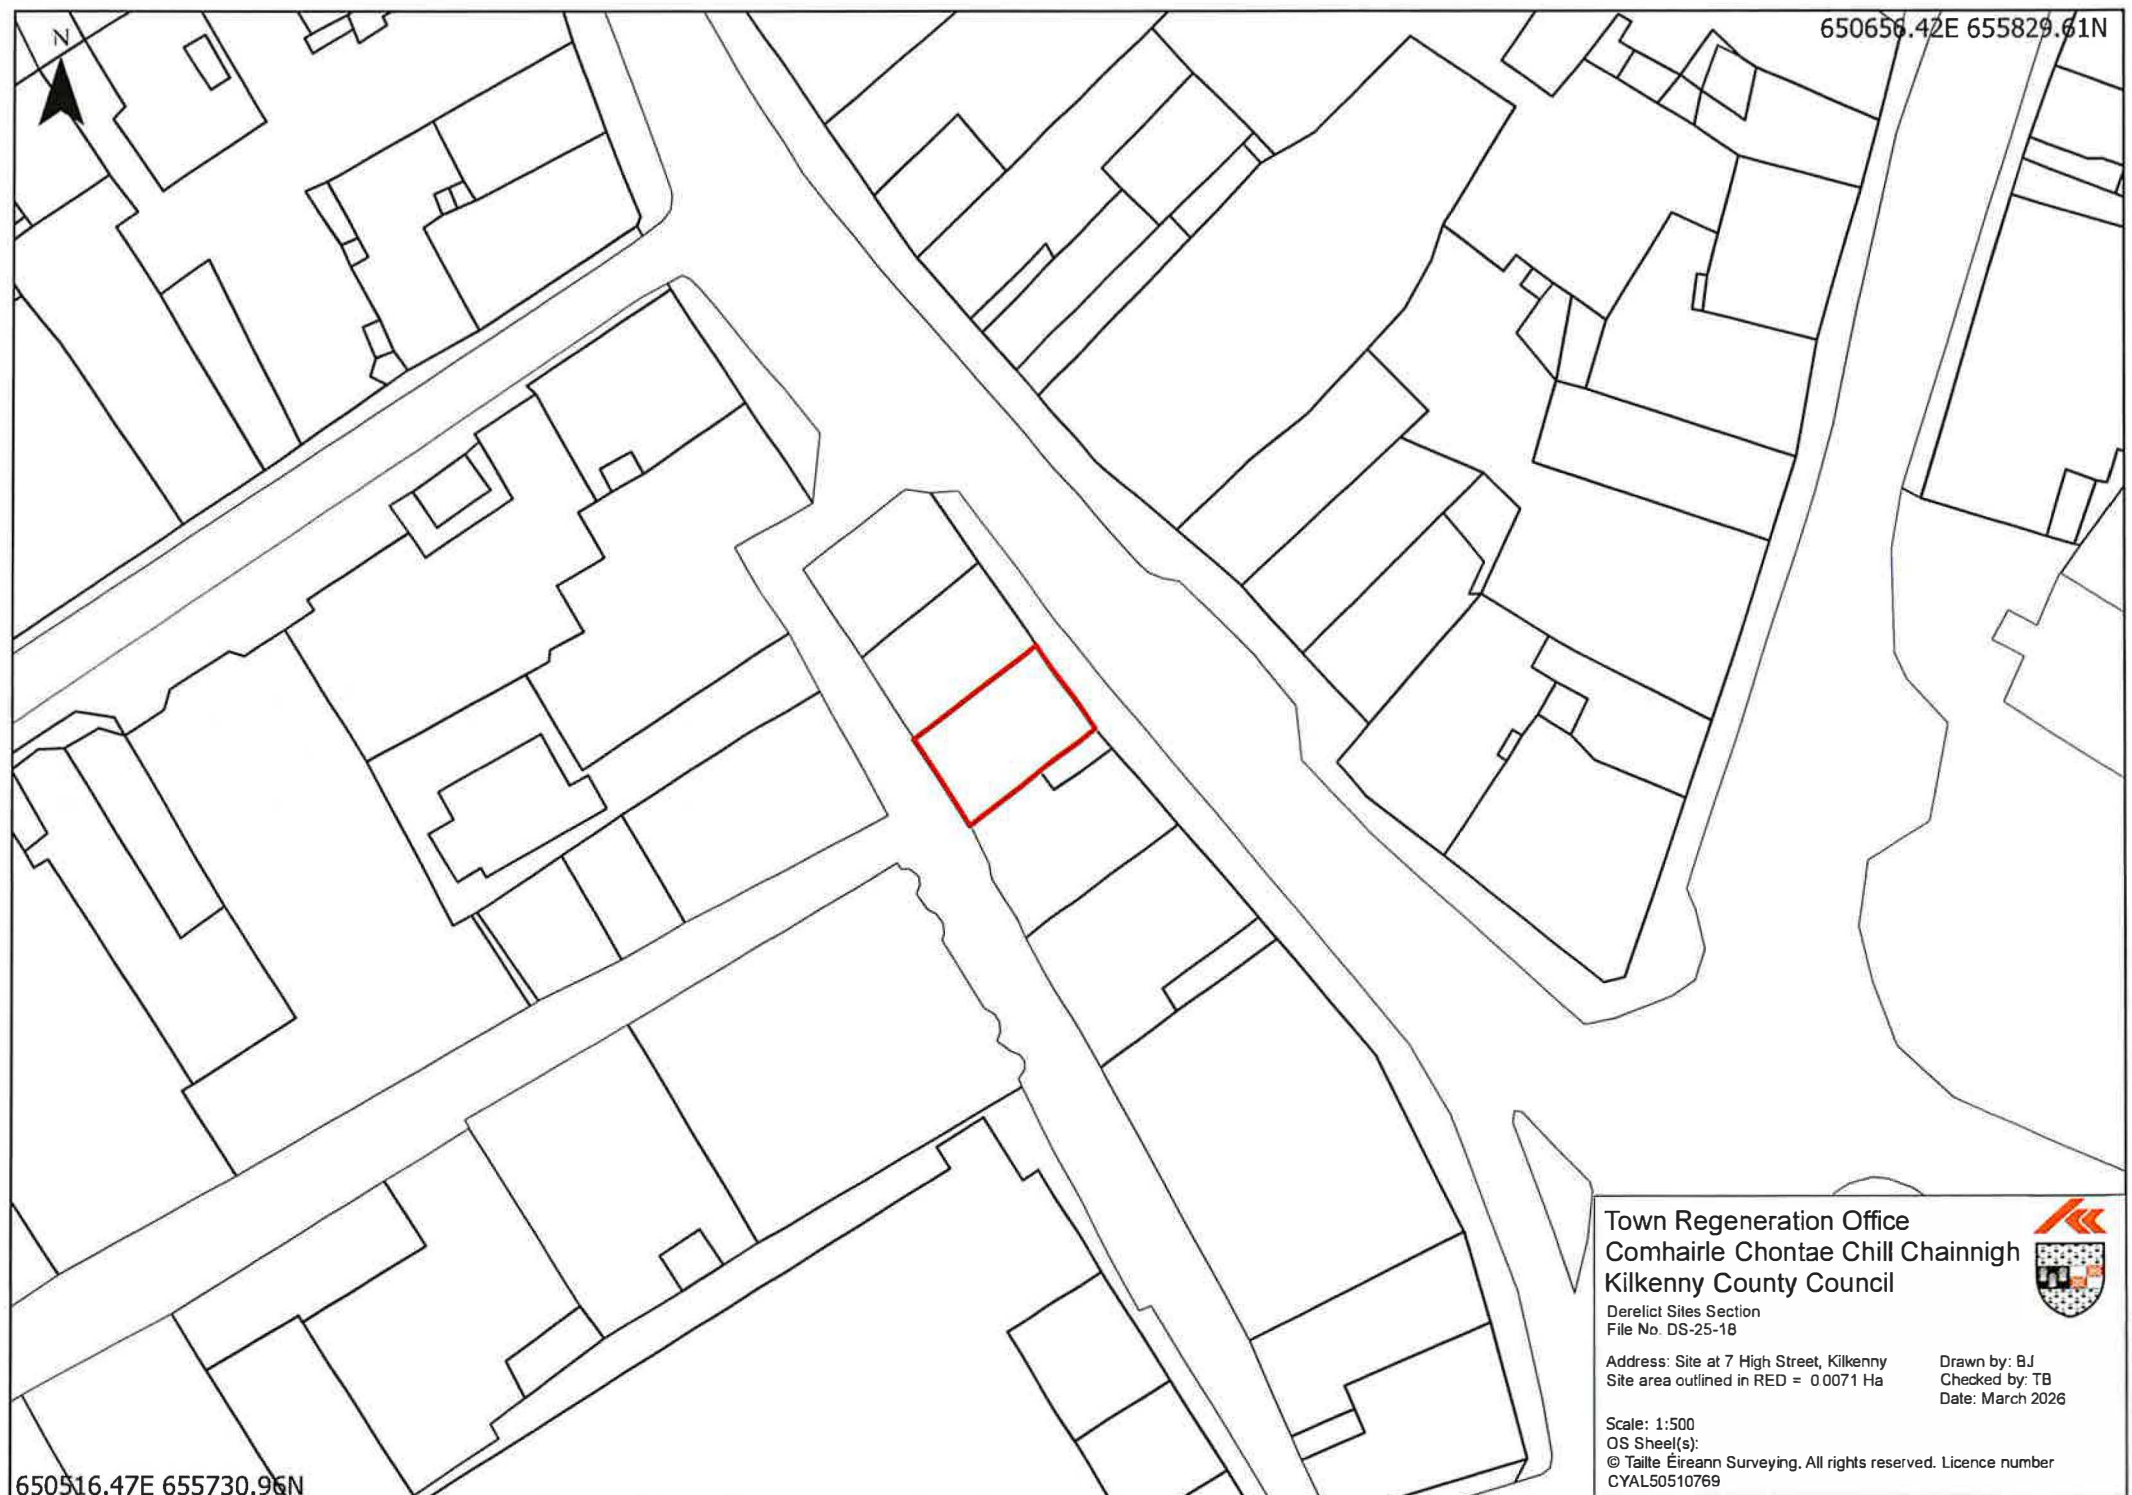 N
650656.42E 655829.61N
Town Regeneration Office
Comhairle Chontae Chill Chainnigh
Kilkenny County Council
Derelict Sites Section
File No. DS-25-18
Address: Site at 7 High Street, Kilkenny
Site area outlined in RED = 0.0071 Ha
Drawn by: BJ
Checked by: TB
Date: March 2026
Scale: 1:500
OS Sheet(s):
© Tailte Éireann Surveying. All rights reserved. Licence number
CYAL50510769
650516.47E 655730.96N